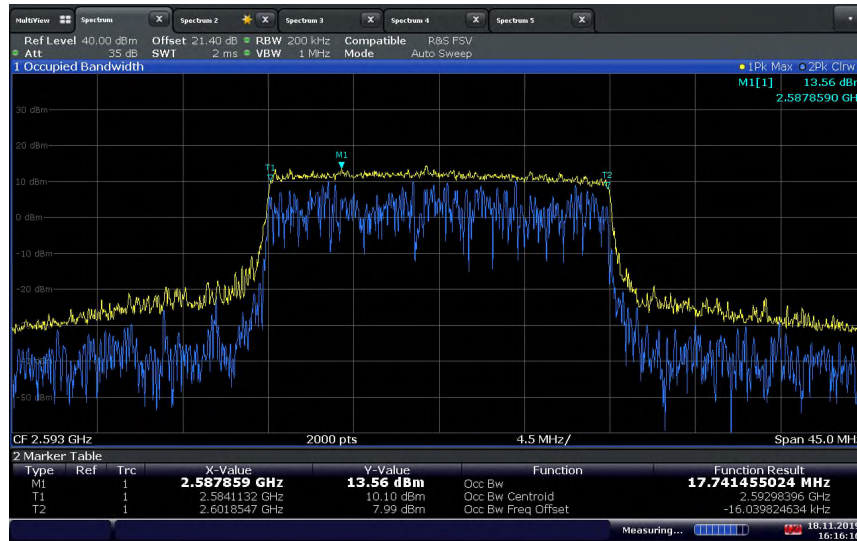 MultiView Spectrum X Spectrum 2 X Spectrum 3 X Spectrum 4 X Spectrum 5 X
Ref Level 40.00 dBm Offset 21.40 dB RBW 200 kHz Compatible R&S FSV
Att 35 dB SWT 2 ms VBW 1 MHz Mode Auto Sweep
1 Occupied Bandwidth 1Pk Max 2Pk Clrw
M1[1] 13.56 dBm
2.5878590 GH
30 dBm
20 dBm
M1
T1 T2
10 dBm
0 dBm
-10 dBm
-20 dBm
-50 dBm
CF 2.593 GHz 2000 pts 4.5 MHz/ Span 45.0 MH
2 Marker Table
Type Ref Trc X-Value Y-Value Function Function Result
M1 1 2.587859 GHz 13.56 dBm Occ Bw 17.741455024 MHz
T1 1 2.5841132 GHz 10.10 dBm Occ Bw Centroid 2.59298396 GHz
T2 1 2.6018547 GHz 7.99 dBm Occ Bw Freq Offset -16.039824634 kHz
Measuring... 18.11.2019
16:16:16